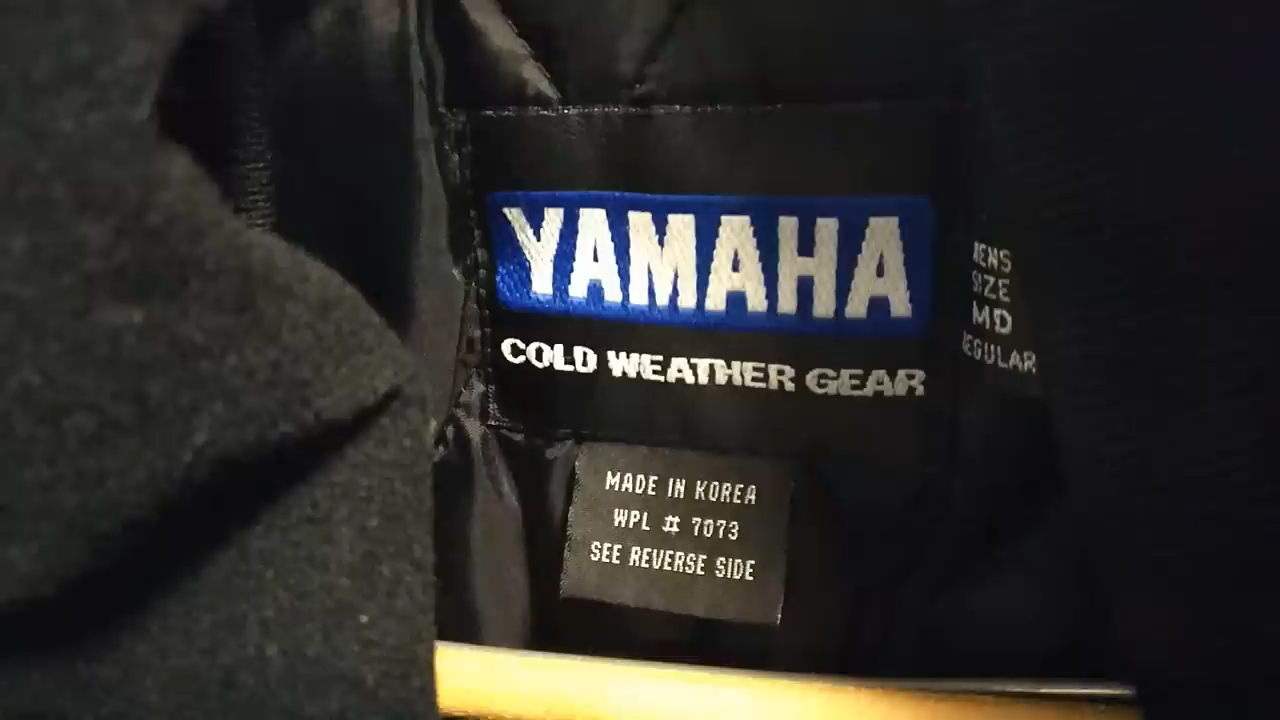 YAMAHA
COLD WEATHER GEAR
MENS
SIZE
MD
REGULAR
MADE IN KOREA
WPL # 7073
SEE REVERSE SIDE